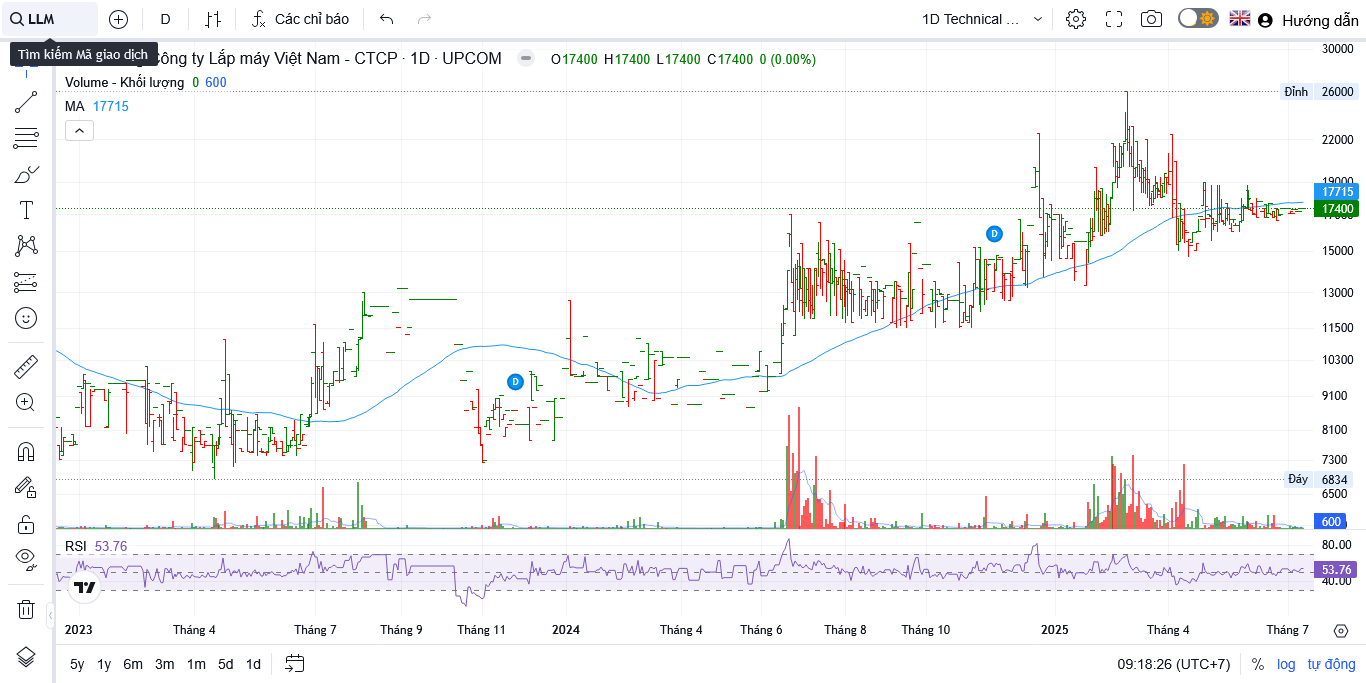 LLM
D
Các chỉ báo
1D Technical ...
Hướng dẫn
Tìm kiếm Mã giao dịch
ông ty Lắp máy Việt Nam - CTCP · 1D · UPCOM
O17400 H17400 L17400 C17400 0 (0.00%)
Volume - Khối lượng 0 600
MA 17715
30000
Đỉnh 26000
22000
19000
17715
17400
15000
13000
11500
10300
9100
8100
7300
Đáy 6834
6500
600
D
D
RSI 53.76
80.00
53.76
40.00
2023 Tháng 4 Tháng 7 Tháng 9 Tháng 11 2024 Tháng 4 Tháng 6 Tháng 8 Tháng 10 2025 Tháng 4 Tháng 7
5y 1y 6m 3m 1m 5d 1d
09:18:26 (UTC+7) % log tự động